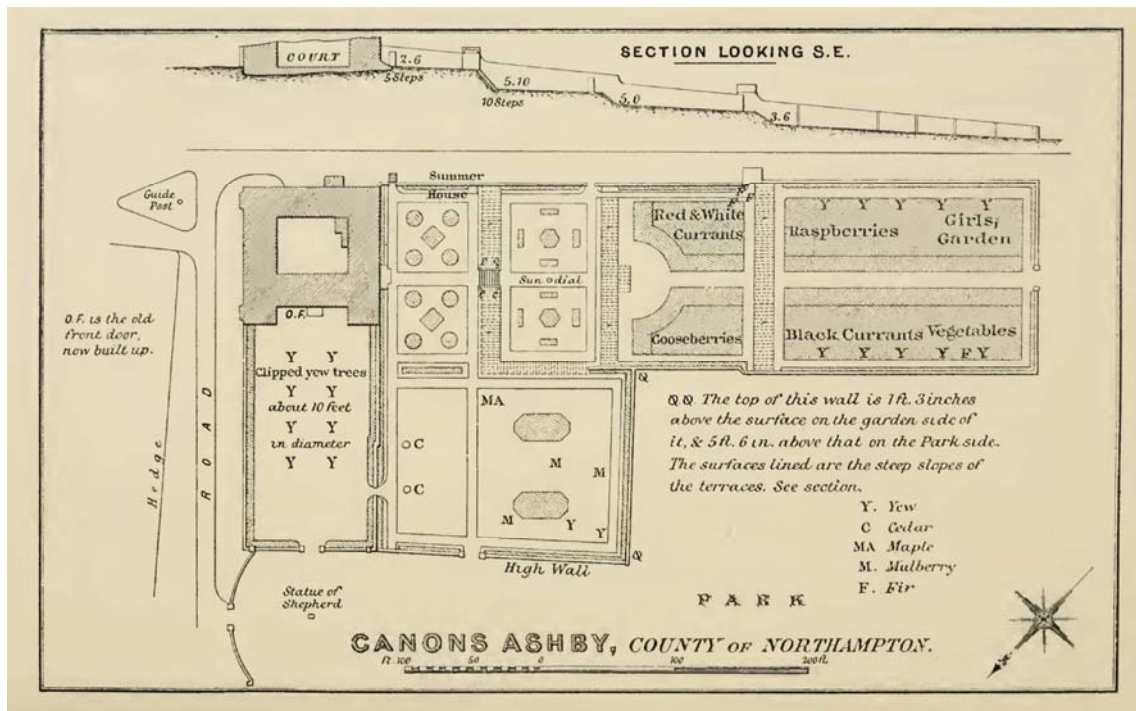 SECTION LOOKING S.E.
COURT
2.6
5 Steps
5.10
10 Steps
5.0
3.6
Guide
Post
Summer
House
Red & White
Currants
F
F
F
Y Y Y Y Y
Raspberries
Girls,
Garden
Sun dial
C C
O.F.
O.F. is the old
front door,
now built up.
Gooseberries
Black Currants Vegetables
Y Y Y Y F Y
Y Y
Clipped yew trees
Y Y
about 10 feet
Y Y
in diameter
Y Y
ROAD
Hedge
MA
C
C
M
M
M
Y
Y
Q
Q
High Wall
QQ. The top of this wall is 1 ft. 3 inches
above the surface on the garden side of
it, & 5 ft. 6 in. above that on the Park side.
The surfaces lined are the steep slopes of
the terraces. See section.
Y. Yew
C Cedar
MA Maple
M. Mulberry
F. Fir
PARK
Statue of
Shepherd
CANONS ASHBY, COUNTY OF NORTHAMPTON.
ft. 100 50 0 100 200 ft.